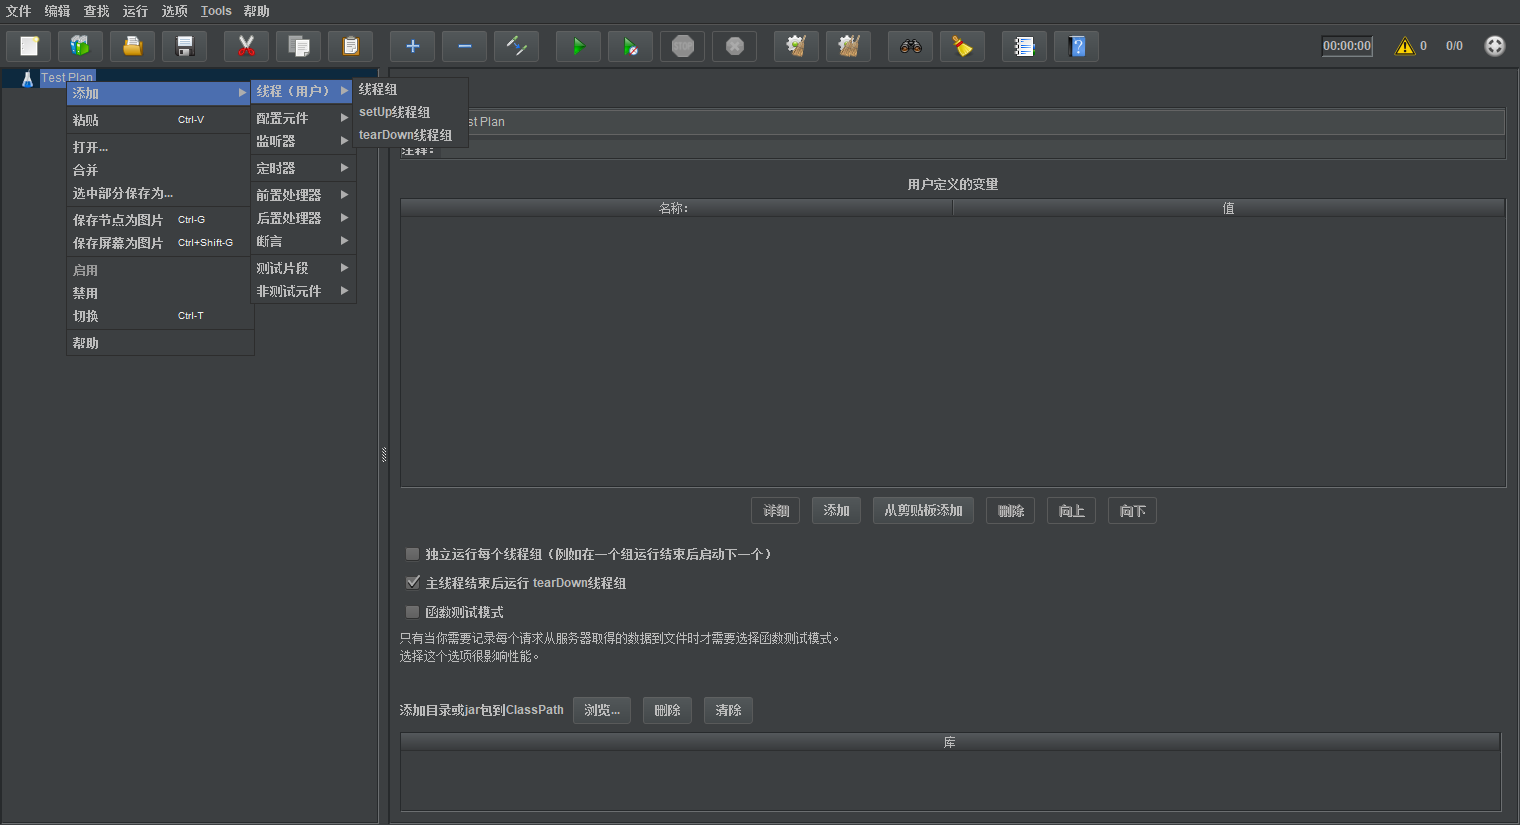 文件 编辑 查找 运行 选项 Tools 帮助
STOP
00:00:00 0 0/0
Test Plan
添加
粘贴 Ctrl-V
打开...
合并
选中部分保存为...
保存节点为图片 Ctrl-G
保存屏幕为图片 Ctrl+Shift-G
启用
禁用
切换 Ctrl-T
帮助
线程（用户）
配置元件
监听器
定时器
前置处理器
后置处理器
断言
测试片段
非测试元件
线程组
setUp线程组
tearDown线程组
st Plan
注释:
用户定义的变量
名称: 值
详细 添加 从剪贴板添加 删除 向上 向下
独立运行每个线程组（例如在一个组运行结束后启动下一个）
主线程结束后运行 tearDown线程组
函数测试模式
只有当你需要记录每个请求从服务器取得的数据到文件时才需要选择函数测试模式。
选择这个选项很影响性能。
添加目录或jar包到ClassPath 浏览... 删除 清除
库